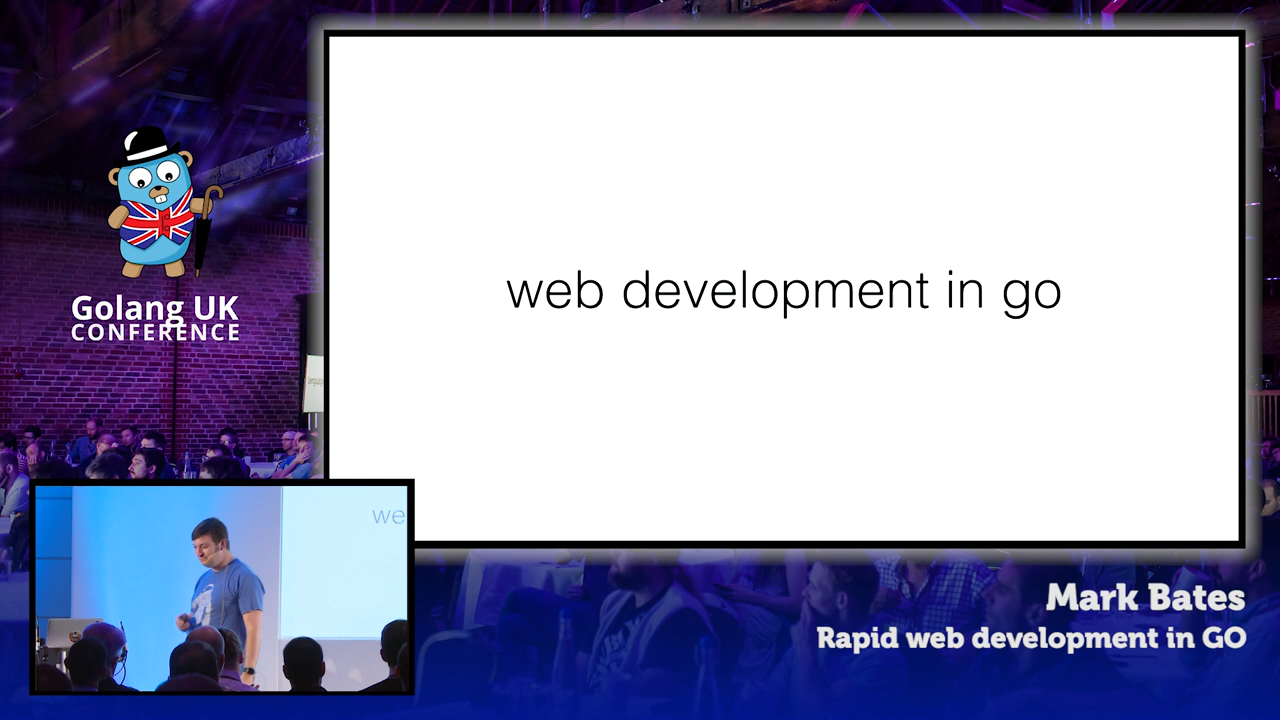 Golang UK
CONFERENCE
web development in go
we
Mark Bates
Rapid web development in GO